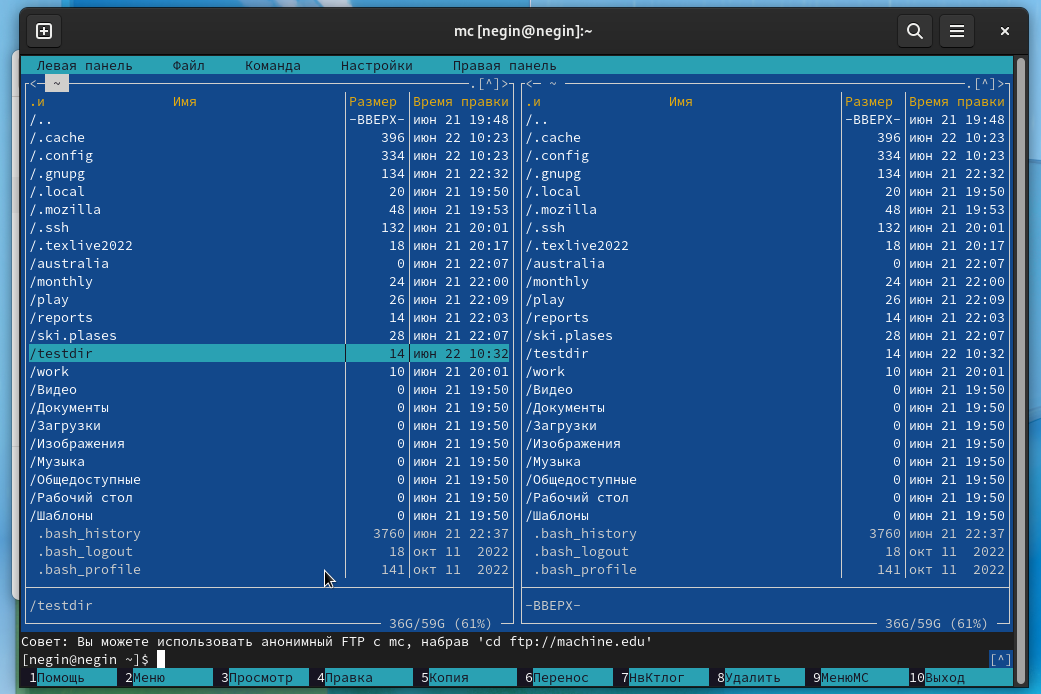 mc [negin@negin]:~
Левая панель Файл Команда Настройки Правая панель
<- ~ .[^]> <- ~ .[^]>
.и Имя Размер Время правки .и Имя Размер Время правки
/.. -ВВЕРХ- июн 21 19:48 /.. -ВВЕРХ- июн 21 19:48
/.cache 396 июн 22 10:23 /.cache 396 июн 22 10:23
/.config 334 июн 22 10:23 /.config 334 июн 22 10:23
/.gnupg 134 июн 21 22:32 /.gnupg 134 июн 21 22:32
/.local 20 июн 21 19:50 /.local 20 июн 21 19:50
/.mozilla 48 июн 21 19:53 /.mozilla 48 июн 21 19:53
/.ssh 132 июн 21 20:01 /.ssh 132 июн 21 20:01
/.texlive2022 18 июн 21 20:17 /.texlive2022 18 июн 21 20:17
/australia 0 июн 21 22:07 /australia 0 июн 21 22:07
/monthly 24 июн 21 22:00 /monthly 24 июн 21 22:00
/play 26 июн 21 22:09 /play 26 июн 21 22:09
/reports 14 июн 21 22:03 /reports 14 июн 21 22:03
/ski.plases 28 июн 21 22:07 /ski.plases 28 июн 21 22:07
/testdir 14 июн 22 10:32 /testdir 14 июн 22 10:32
/work 10 июн 21 20:01 /work 10 июн 21 20:01
/Видео 0 июн 21 19:50 /Видео 0 июн 21 19:50
/Документы 0 июн 21 19:50 /Документы 0 июн 21 19:50
/Загрузки 0 июн 21 19:50 /Загрузки 0 июн 21 19:50
/Изображения 0 июн 21 19:50 /Изображения 0 июн 21 19:50
/Музыка 0 июн 21 19:50 /Музыка 0 июн 21 19:50
/Общедоступные 0 июн 21 19:50 /Общедоступные 0 июн 21 19:50
/Рабочий стол 0 июн 21 19:50 /Рабочий стол 0 июн 21 19:50
/Шаблоны 0 июн 21 19:50 /Шаблоны 0 июн 21 19:50
.bash_history 3760 июн 21 22:37 .bash_history 3760 июн 21 22:37
.bash_logout 18 окт 11 2022 .bash_logout 18 окт 11 2022
.bash_profile 141 окт 11 2022 .bash_profile 141 окт 11 2022
/testdir -ВВЕРХ-
36G/59G (61%) 36G/59G (61%)
Совет: Вы можете использовать анонимный FTP с mc, набрав 'cd ftp://machine.edu'
[negin@negin ~]$ [^]
1Помощь 2Меню 3Просмотр 4Правка 5Копия 6Перенос 7НвКтлог 8Удалить 9МенюМС 10Выход